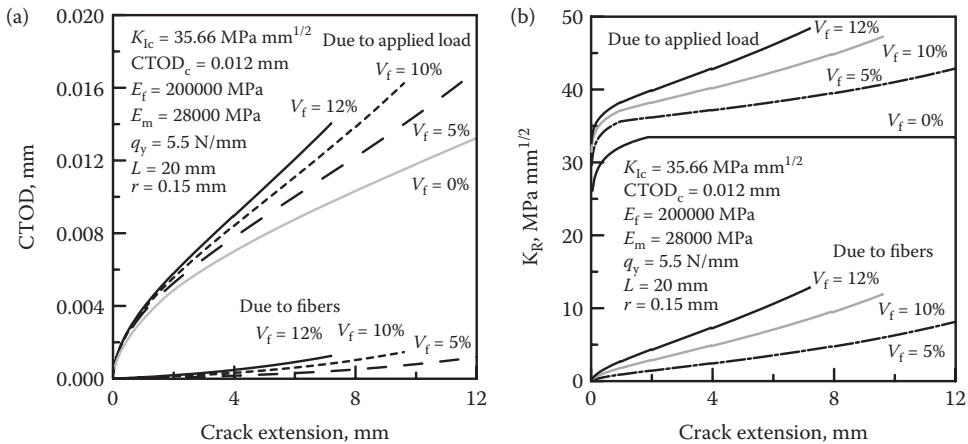 (a)
0.020
0.016
0.012
0.008
0.004
0.000
CTOD, mm
K_Ic = 35.66 MPa mm^1/2
CTOD_c = 0.012 mm
E_f = 200000 MPa
E_m = 28000 MPa
q_y = 5.5 N/mm
L = 20 mm
r = 0.15 mm
Due to applied load
V_f = 10%
V_f = 12%
V_f = 5%
V_f = 0%
Due to fibers
V_f = 12%
V_f = 10%
V_f = 5%
0
4
8
12
Crack extension, mm
(b)
50
40
30
20
10
0
K_R, MPa mm^1/2
Due to applied load
V_f = 12%
V_f = 10%
V_f = 5%
V_f = 0%
K_Ic = 35.66 MPa mm^1/2
CTOD_c = 0.012 mm
E_f = 200000 MPa
E_m = 28000 MPa
q_y = 5.5 N/mm
L = 20 mm
r = 0.15 mm
Due to fibers
V_f = 12%
V_f = 10%
V_f = 5%
0
4
8
12
Crack extension, mm